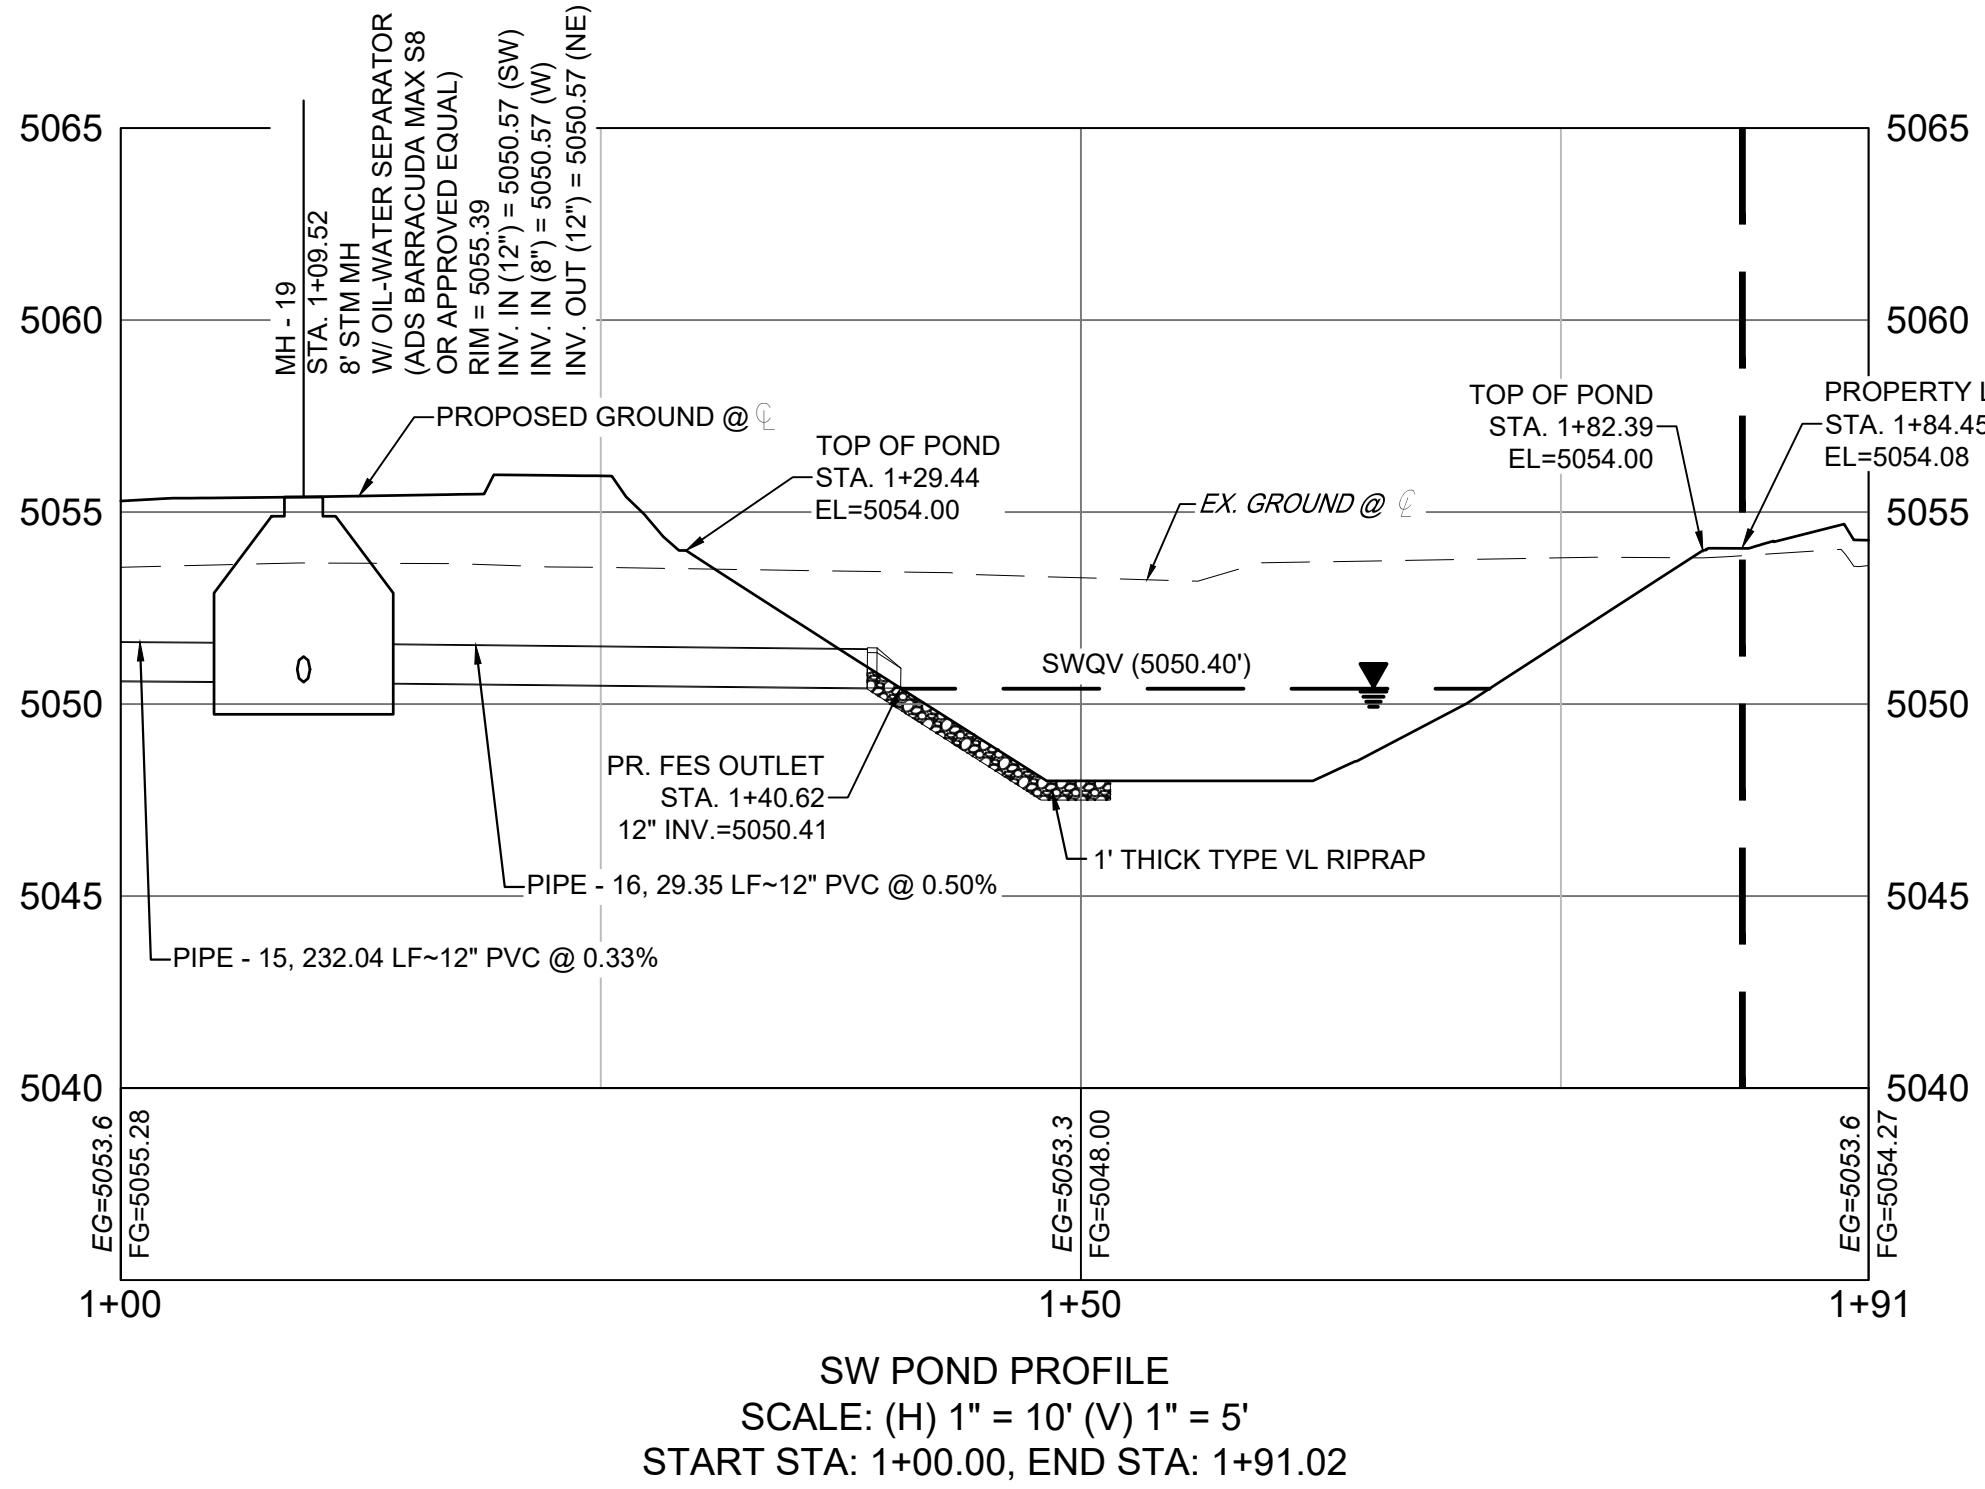 MH - 19
STA. 1+09.52
8' STM MH
W/ OIL-WATER SEPARATOR
(ADS BARRACUDA MAX S8
OR APPROVED EQUAL)
RIM = 5055.39
INV. IN (12") = 5050.57 (SW)
INV. IN (8") = 5050.57 (W)
INV. OUT (12") = 5050.57 (NE)
5065
5065
5060
5060
5055
5055
5050
5050
5045
5045
5040
5040
PROPOSED GROUND @ ℄
TOP OF POND
STA. 1+29.44
EL=5054.00
EX. GROUND @ ℄
TOP OF POND
STA. 1+82.39
EL=5054.00
PROPERTY L
STA. 1+84.45
EL=5054.08
SWQV (5050.40')
PR. FES OUTLET
STA. 1+40.62
12" INV.=5050.41
1' THICK TYPE VL RIPRAP
PIPE - 16, 29.35 LF~12" PVC @ 0.50%
PIPE - 15, 232.04 LF~12" PVC @ 0.33%
EG=5053.6
FG=5055.28
EG=5053.3
FG=5048.00
EG=5053.6
FG=5054.27
1+00
1+50
1+91
SW POND PROFILE
SCALE: (H) 1" = 10' (V) 1" = 5'
START STA: 1+00.00, END STA: 1+91.02